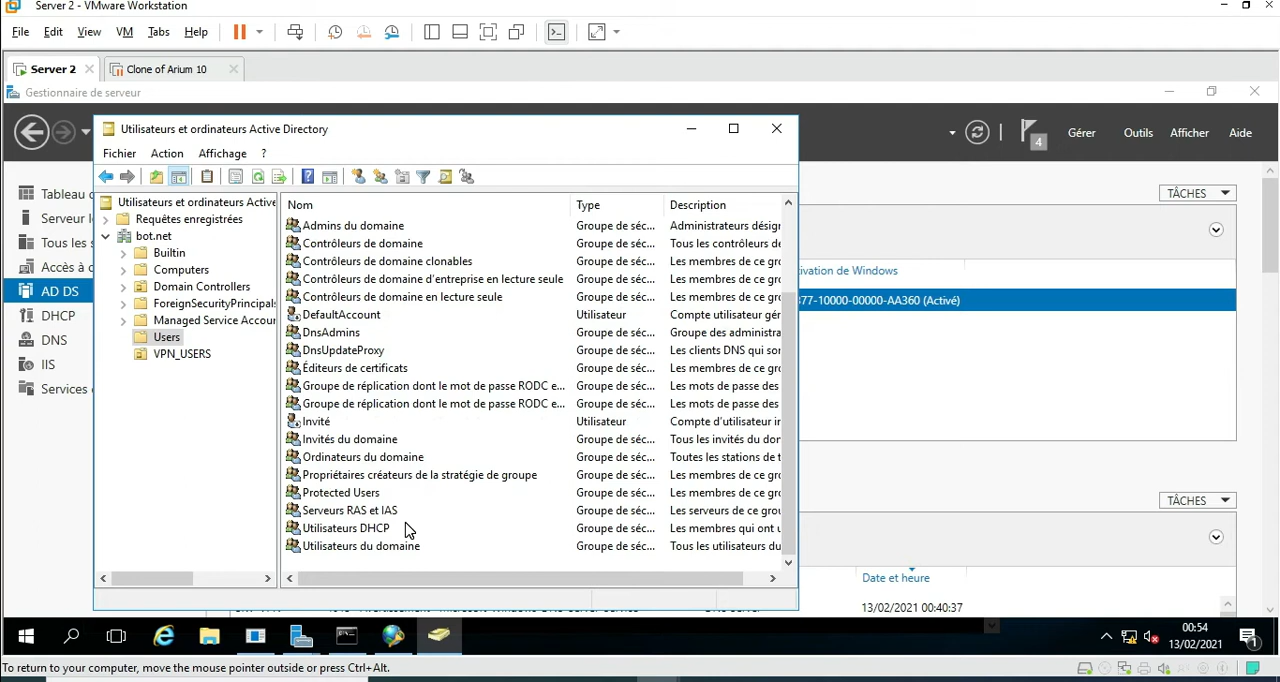 Server 2 - VMware Workstation
File Edit View VM Tabs Help
Server 2 Clone of Arium 10
Gestionnaire de serveur
4 Gérer Outils Afficher Aide
Utilisateurs et ordinateurs Active Directory
Fichier Action Affichage ?
Tableau
Serveur l
Tous les s
Accès à
AD DS
DHCP
DNS
IIS
Services
Utilisateurs et ordinateurs Active
Requêtes enregistrées
bot.net
Builtin
Computers
Domain Controllers
ForeignSecurityPrincipals
Managed Service Accoun
Users
VPN_USERS
Nom Type Description
Admins du domaine Groupe de séc... Administrateurs désign
Contrôleurs de domaine Groupe de séc... Tous les contrôleurs de
Contrôleurs de domaine clonables Groupe de séc... Les membres de ce gro
Contrôleurs de domaine d'entreprise en lecture seule Groupe de séc... Les membres de ce gro
Contrôleurs de domaine en lecture seule Groupe de séc... Les membres de ce gro
DefaultAccount Utilisateur Compte utilisateur gér
DnsAdmins Groupe de séc... Groupe des administra
DnsUpdateProxy Groupe de séc... Les clients DNS qui son
Éditeurs de certificats Groupe de séc... Les membres de ce gro
Groupe de réplication dont le mot de passe RODC e... Groupe de séc... Les mots de passe des
Groupe de réplication dont le mot de passe RODC e... Groupe de séc... Les mots de passe des
Invité Utilisateur Compte d'utilisateur in
Invités du domaine Groupe de séc... Tous les invités du dom
Ordinateurs du domaine Groupe de séc... Toutes les stations de t
Propriétaires créateurs de la stratégie de groupe Groupe de séc... Les membres de ce gro
Protected Users Groupe de séc... Les membres de ce gro
Serveurs RAS et IAS Groupe de séc... Les serveurs de ce grou
Utilisateurs DHCP Groupe de séc... Les membres qui ont u
Utilisateurs du domaine Groupe de séc... Tous les utilisateurs du
TÂCHES
ivation de Windows
377-10000-00000-AA360 (Activé)
TÂCHES
Date et heure
13/02/2021 00:40:37
00:54
13/02/2021
1
To return to your computer, move the mouse pointer outside or press Ctrl+Alt.